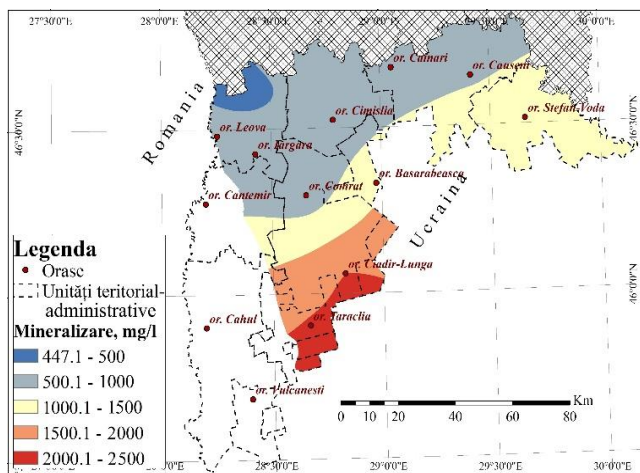 27°30'0"E
28°0'0"E
28°30'0"E
29°0'0"E
29°30'0"E
30°0'0"E
or. Cainari
or. Causeni
Romania
or. Stefan-Voda
or. Cimislia
46°30'0"N
46°30'0"N
or. Leova
or. Iargara
or. Basarabeasca
or. Comrat
or. Cantemir
Ucraina
Legenda
Orase
Unități teritorial
administrative
Mineralizare, mg/l
447.1 - 500
500.1 - 1000
1000.1 - 1500
1500.1 - 2000
2000.1 - 2500
or. Ciadir-Lunga
46°0'0"N
or. Cahul
or. Taraclia
or. Vulcanesti
Km
0 5 10 20 40 60 80
28°30'0"E
29°0'0"E
29°30'0"E
30°0'0"E